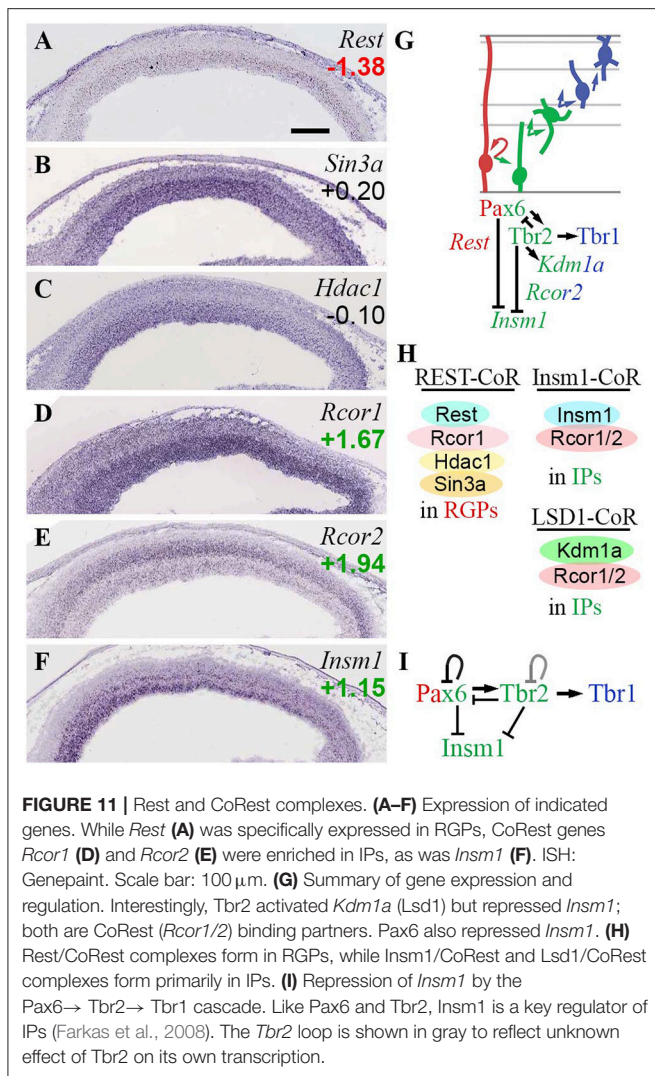 A
Rest
-1.38
B
Sin3a
+0.20
C
Hdac1
-0.10
D
Rcor1
+1.67
E
Rcor2
+1.94
F
Insm1
+1.15
G
Pax6
Rest
Tbr2
Tbr1
Kdm1a
Rcor2
Insm1
H
REST-CoR
Rest
Rcor1
Hdac1
Sin3a
in RGPs
Insm1-CoR
Insm1
Rcor1/2
in IPs
LSD1-CoR
Kdm1a
Rcor1/2
in IPs
I
Pax6
Tbr2
Tbr1
Insm1
FIGURE 11 | Rest and CoRest complexes. (A–F) Expression of indicated
genes. While Rest (A) was specifically expressed in RGPs, CoRest genes
Rcor1 (D) and Rcor2 (E) were enriched in IPs, as was Insm1 (F). ISH:
Genepaint. Scale bar: 100 μm. (G) Summary of gene expression and
regulation. Interestingly, Tbr2 activated Kdm1a (Lsd1) but repressed Insm1;
both are CoRest (Rcor1/2) binding partners. Pax6 also repressed Insm1. (H)
Rest/CoRest complexes form in RGPs, while Insm1/CoRest and Lsd1/CoRest
complexes form primarily in IPs. (I) Repression of Insm1 by the
Pax6→ Tbr2→ Tbr1 cascade. Like Pax6 and Tbr2, Insm1 is a key regulator of
IPs (Farkas et al., 2008). The Tbr2 loop is shown in gray to reflect unknown
effect of Tbr2 on its own transcription.